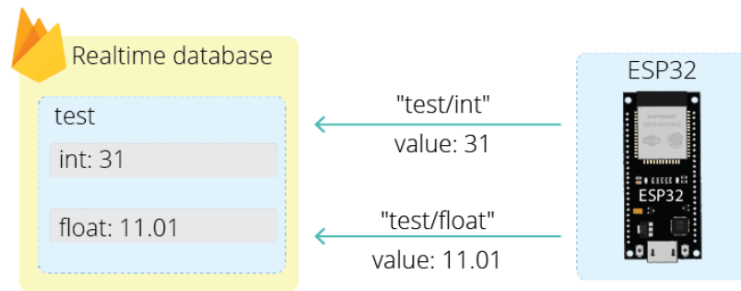 Realtime database
test
int: 31
float: 11.01
"test/int"
value: 31
"test/float"
value: 11.01
ESP32
ESP32